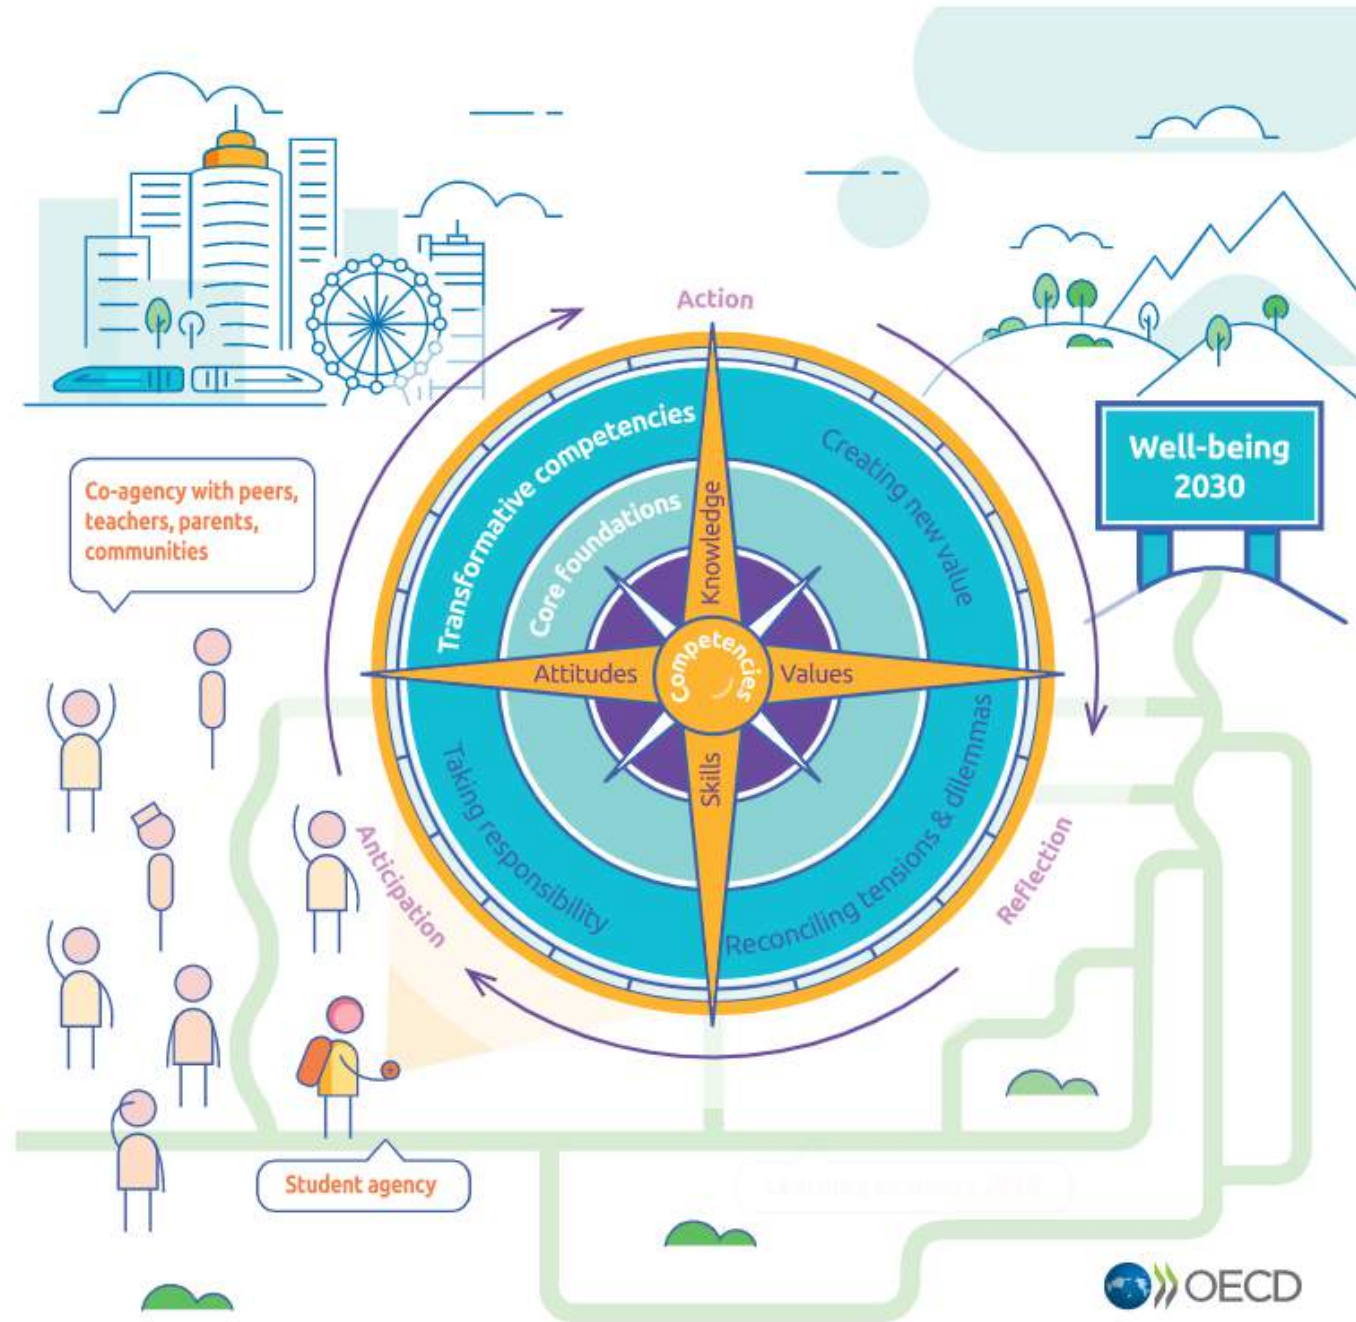 Action
Transformative competencies
Creating new value
Core foundations
Knowledge
Well-being
2030
Co-agency with peers,
teachers, parents,
communities
Competencies
Attitudes
Values
Skills
Taking responsibility
Reconciling tensions & dilemmas
Anticipation
Reflection
Student agency
OECD